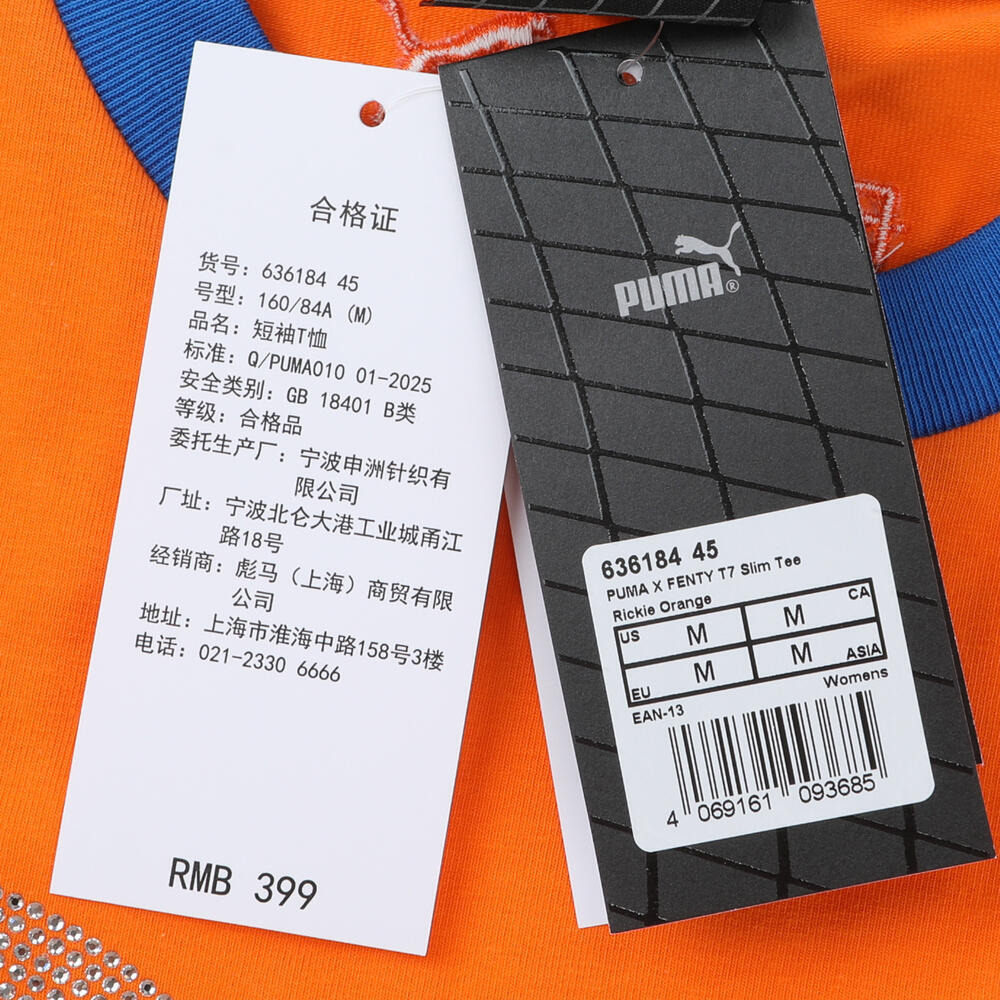 合格证
货号：636184 45
号型：160/84A（M）
品名：短袖T恤
标准：Q/PUMA010 01-2025
安全类别：GB 18401 B类
等级：合格品
委托生产厂：宁波申洲针织有
限公司
厂址：宁波北仑大港工业城甬江
路18号
经销商：彪马（上海）商贸有限
公司
地址：上海市淮海中路158号3楼
电话：021-2330 6666
RMB 399
PUMA®
636184 45
PUMA X FENTY T7 Slim Tee
Rickie Orange
US M M CA
EU M M ASIA
Womens
EAN-13
4 069161 093685